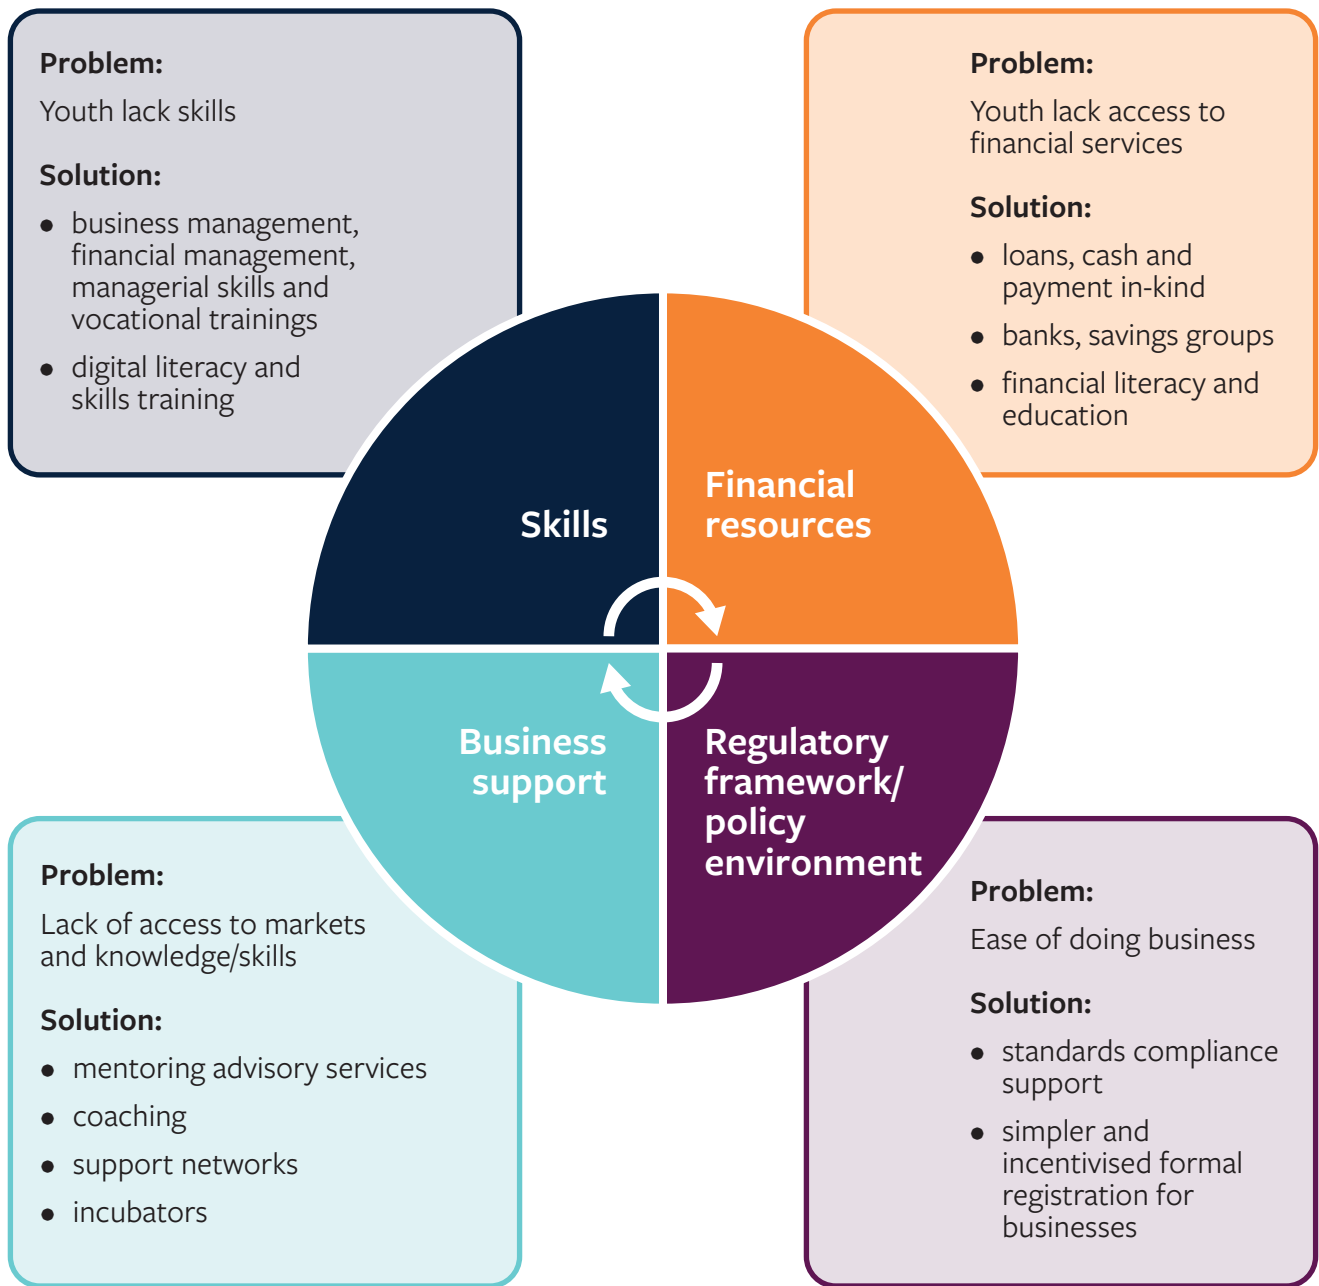 Problem:
Youth lack skills
Solution:
• business management,
financial management,
managerial skills and
vocational trainings
• digital literacy and
skills training
Problem:
Youth lack access to
financial services
Solution:
• loans, cash and
payment in-kind
• banks, savings groups
• financial literacy and
education
Skills
Financial
resources
Business
support
Regulatory
framework/
policy
environment
Problem:
Lack of access to markets
and knowledge/skills
Solution:
• mentoring advisory services
• coaching
• support networks
• incubators
Problem:
Ease of doing business
Solution:
• standards compliance
support
• simpler and
incentivised formal
registration for
businesses